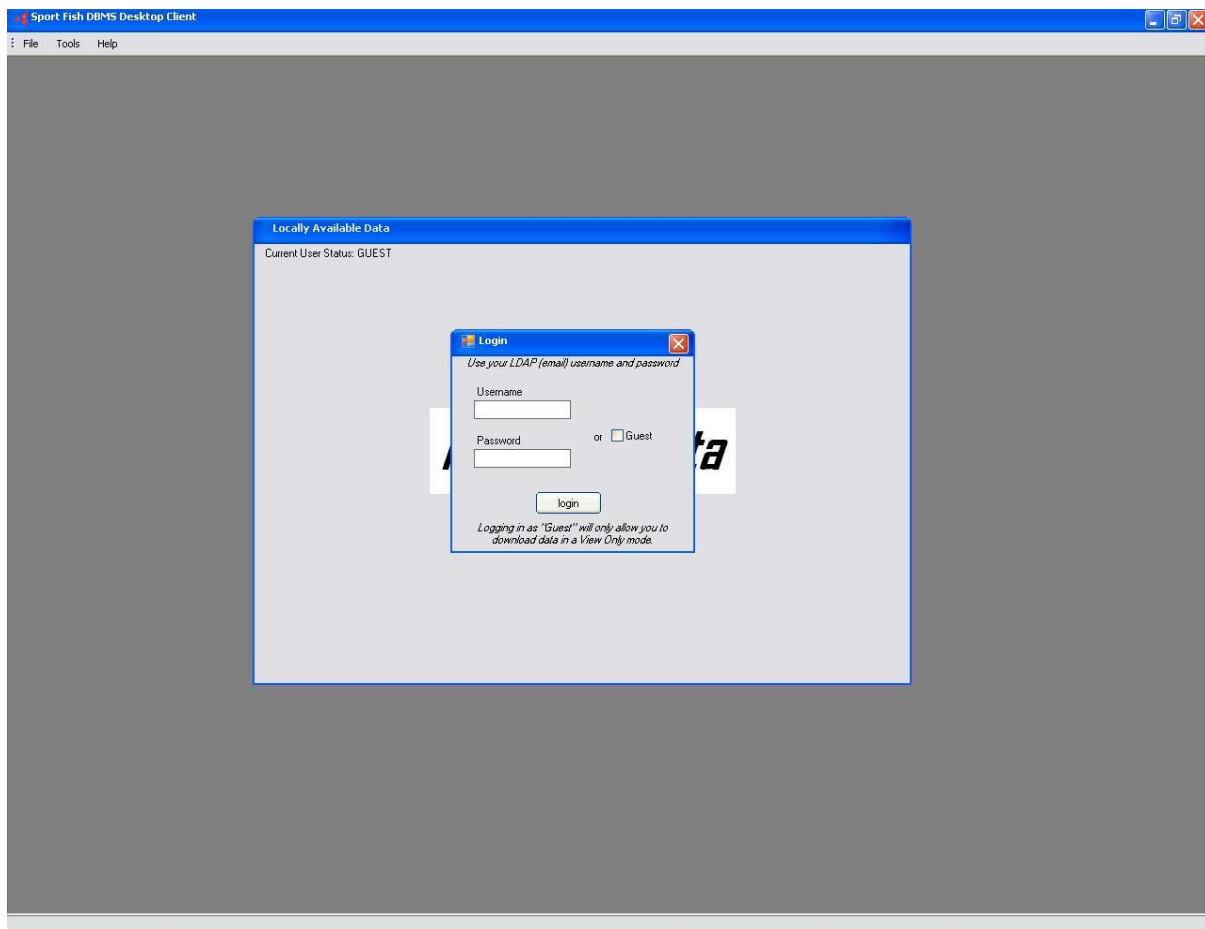 Sport Fish DBMS Desktop Client
File Tools Help
Locally Available Data
Current User Status: GUEST
Login
Use your LDAP (email) username and password
Username
Password
or Guest
login
Logging in as "Guest" will only allow you to
download data in a View Only mode.